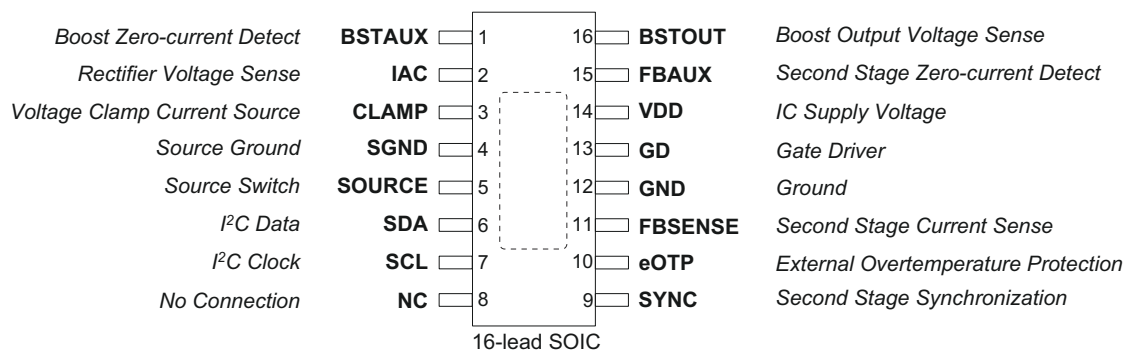 Boost Zero-current Detect BSTAUX 1 16 BSTOUT Boost Output Voltage Sense
Rectifier Voltage Sense IAC 2 15 FBAUX Second Stage Zero-current Detect
Voltage Clamp Current Source CLAMP 3 14 VDD IC Supply Voltage
Source Ground SGND 4 13 GD Gate Driver
Source Switch SOURCE 5 12 GND Ground
I²C Data SDA 6 11 FBSENSE Second Stage Current Sense
I²C Clock SCL 7 10 eOTP External Overtemperature Protection
No Connection NC 8 9 SYNC Second Stage Synchronization
16-lead SOIC